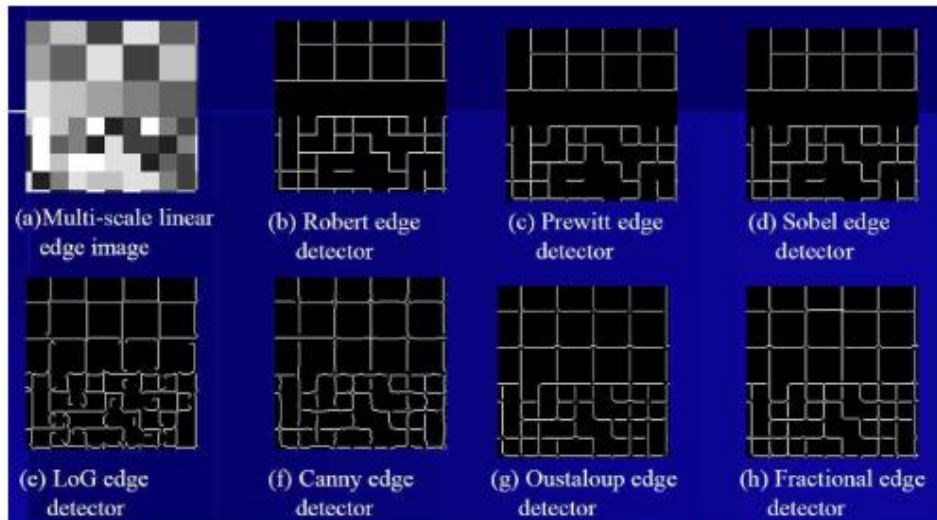 (a)Multi-scale linear
edge image
(b) Robert edge
detector
(c) Prewitt edge
detector
(d) Sobel edge
detector
(e) LoG edge
detector
(f) Canny edge
detector
(g) Oustaloup edge
detector
(h) Fractional edge
detector